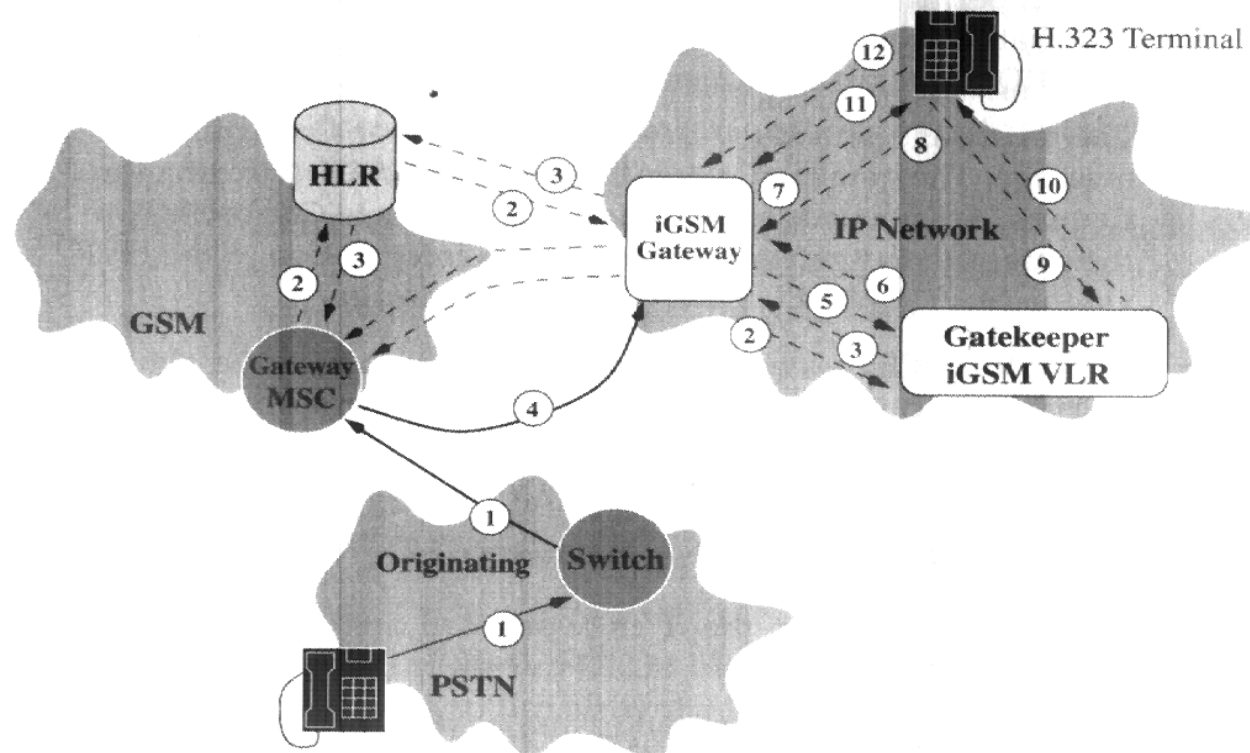 12
H.323 Terminal
11
8
HLR
3
7
10
2
iGSM
Gateway
IP Network
2
3
9
6
5
GSM
2
3
Gatekeeper
iGSM VLR
Gateway
MSC
4
1
Originating
Switch
1
PSTN